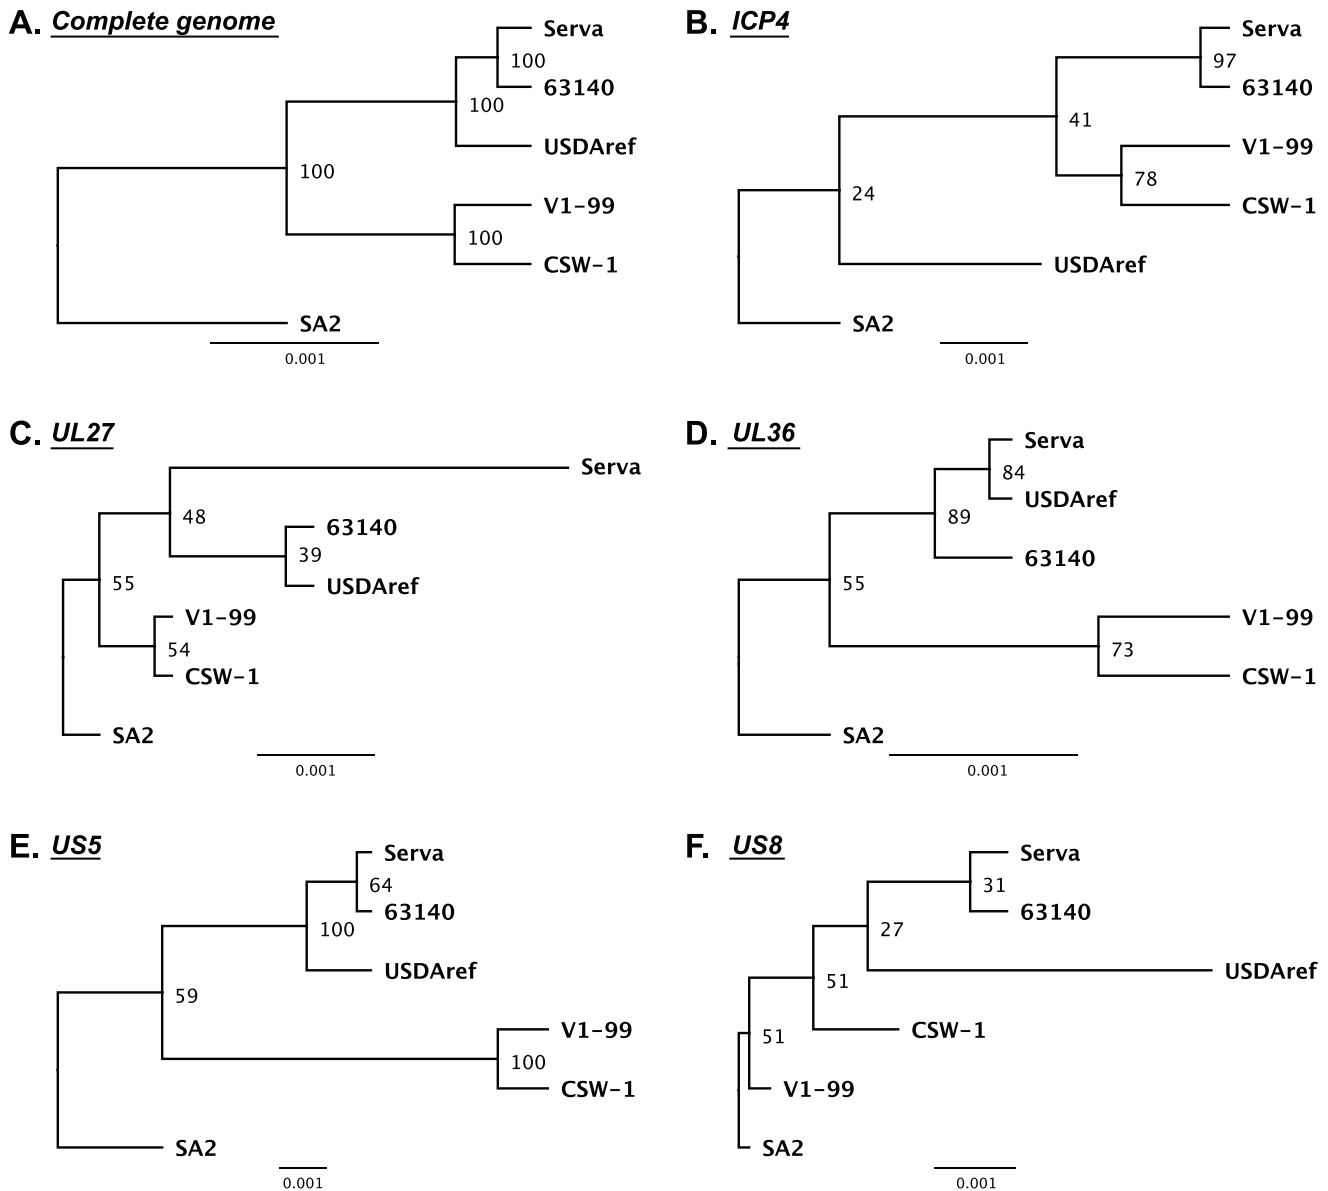 A. Complete genome
Serva
100
63140
100
USDAref
100
V1-99
100
CSW-1
SA2
0.001
B. ICP4
Serva
97
63140
41
V1-99
78
24
CSW-1
USDAref
SA2
0.001
C. UL27
Serva
48
63140
39
55
USDAref
V1-99
54
CSW-1
SA2
0.001
D. UL36
Serva
84
USDAref
89
63140
55
V1-99
73
CSW-1
SA2
0.001
E. US5
Serva
64
63140
100
USDAref
59
V1-99
100
CSW-1
SA2
0.001
F. US8
Serva
31
63140
27
USDAref
51
CSW-1
51
V1-99
SA2
0.001